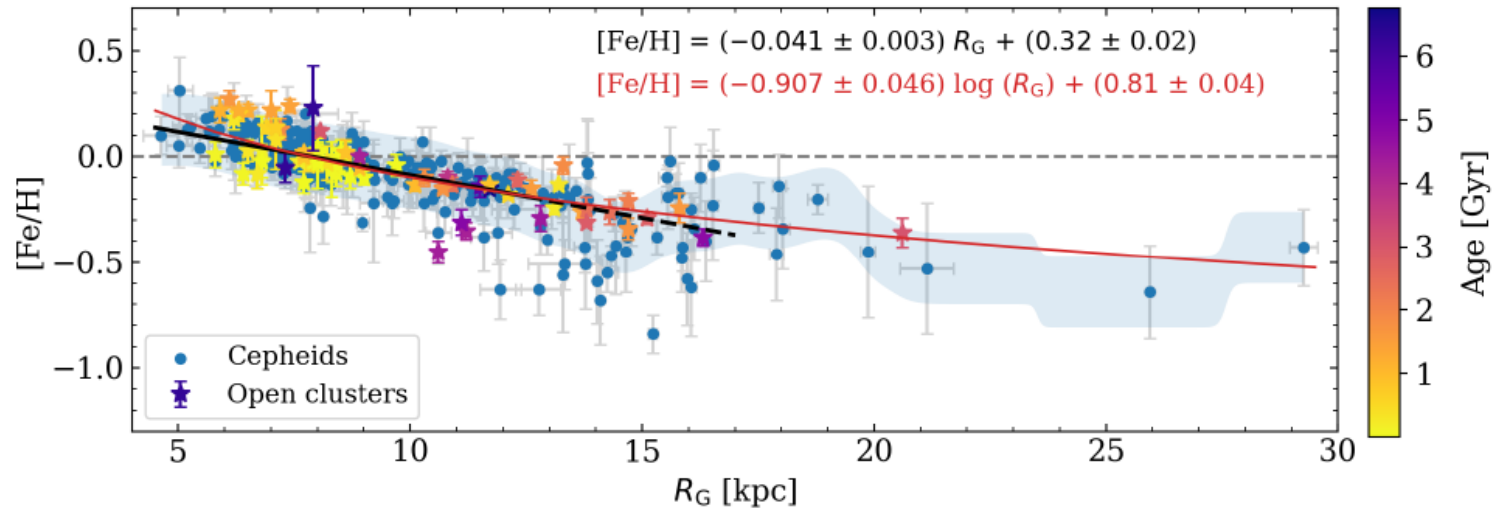 [Fe/H] = (−0.041 ± 0.003) R_G + (0.32 ± 0.02)
[Fe/H] = (−0.907 ± 0.046) log (R_G) + (0.81 ± 0.04)
0.5
0.0
−0.5
−1.0
[Fe/H]
Cepheids
Open clusters
5 10 15 20 25 30
R_G [kpc]
6
5
4
3
2
1
Age [Gyr]